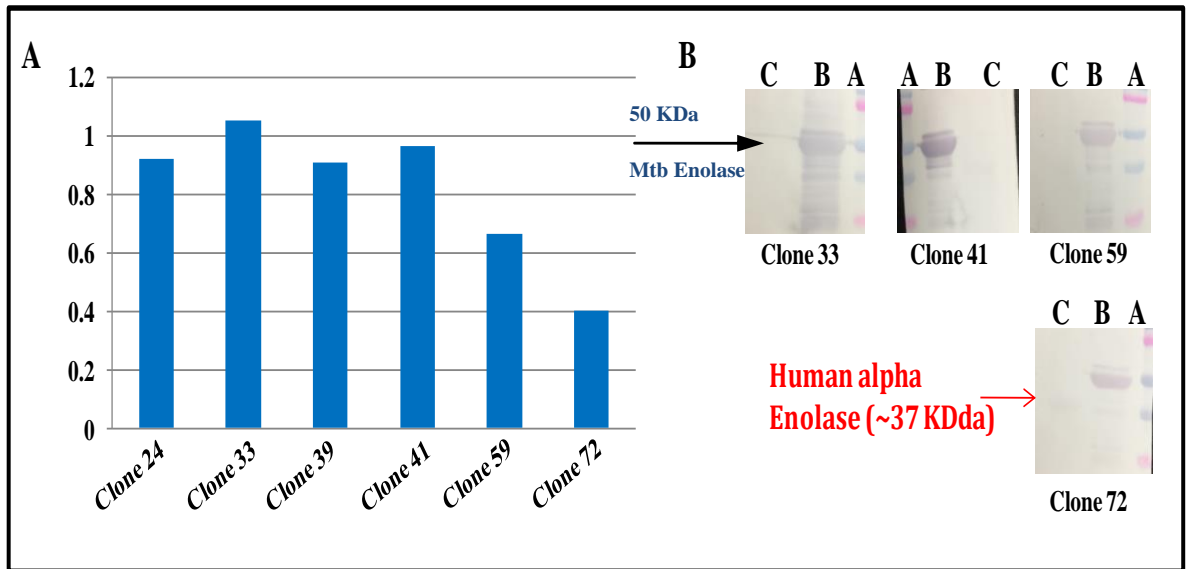 A
1.2
1
0.8
0.6
0.4
0.2
0
Clone 24
Clone 33
Clone 39
Clone 41
Clone 59
Clone 72
B
50 KDa
Mtb Enolase
C B A
A B C
C B A
Clone 33
Clone 41
Clone 59
C B A
Human alpha
Enolase (~37 KDda)
Clone 72